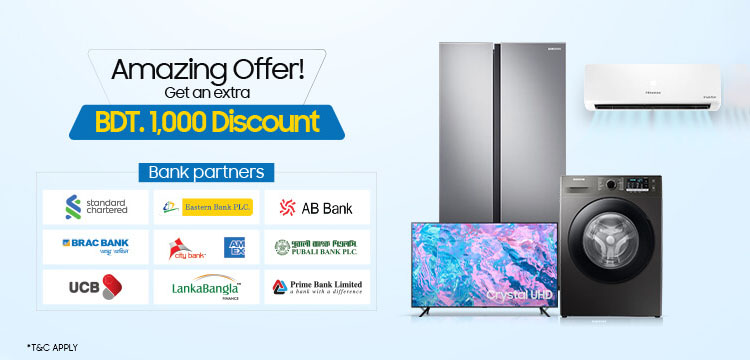 Amazing Offer!
Get an extra
BDT. 1,000 Discount
Bank partners
standard
chartered
Eastern Bank PLC.
AB Bank
BRAC BANK
city bank
AM
EX
পূবালী ব্যাংক পিএলসি
PUBALI BANK PLC
UCB
LankaBangla
FINANCE
Prime Bank Limited
a bank with a difference
SAMSUNG
Hisense
Crystal UHD
*T&C APPLY